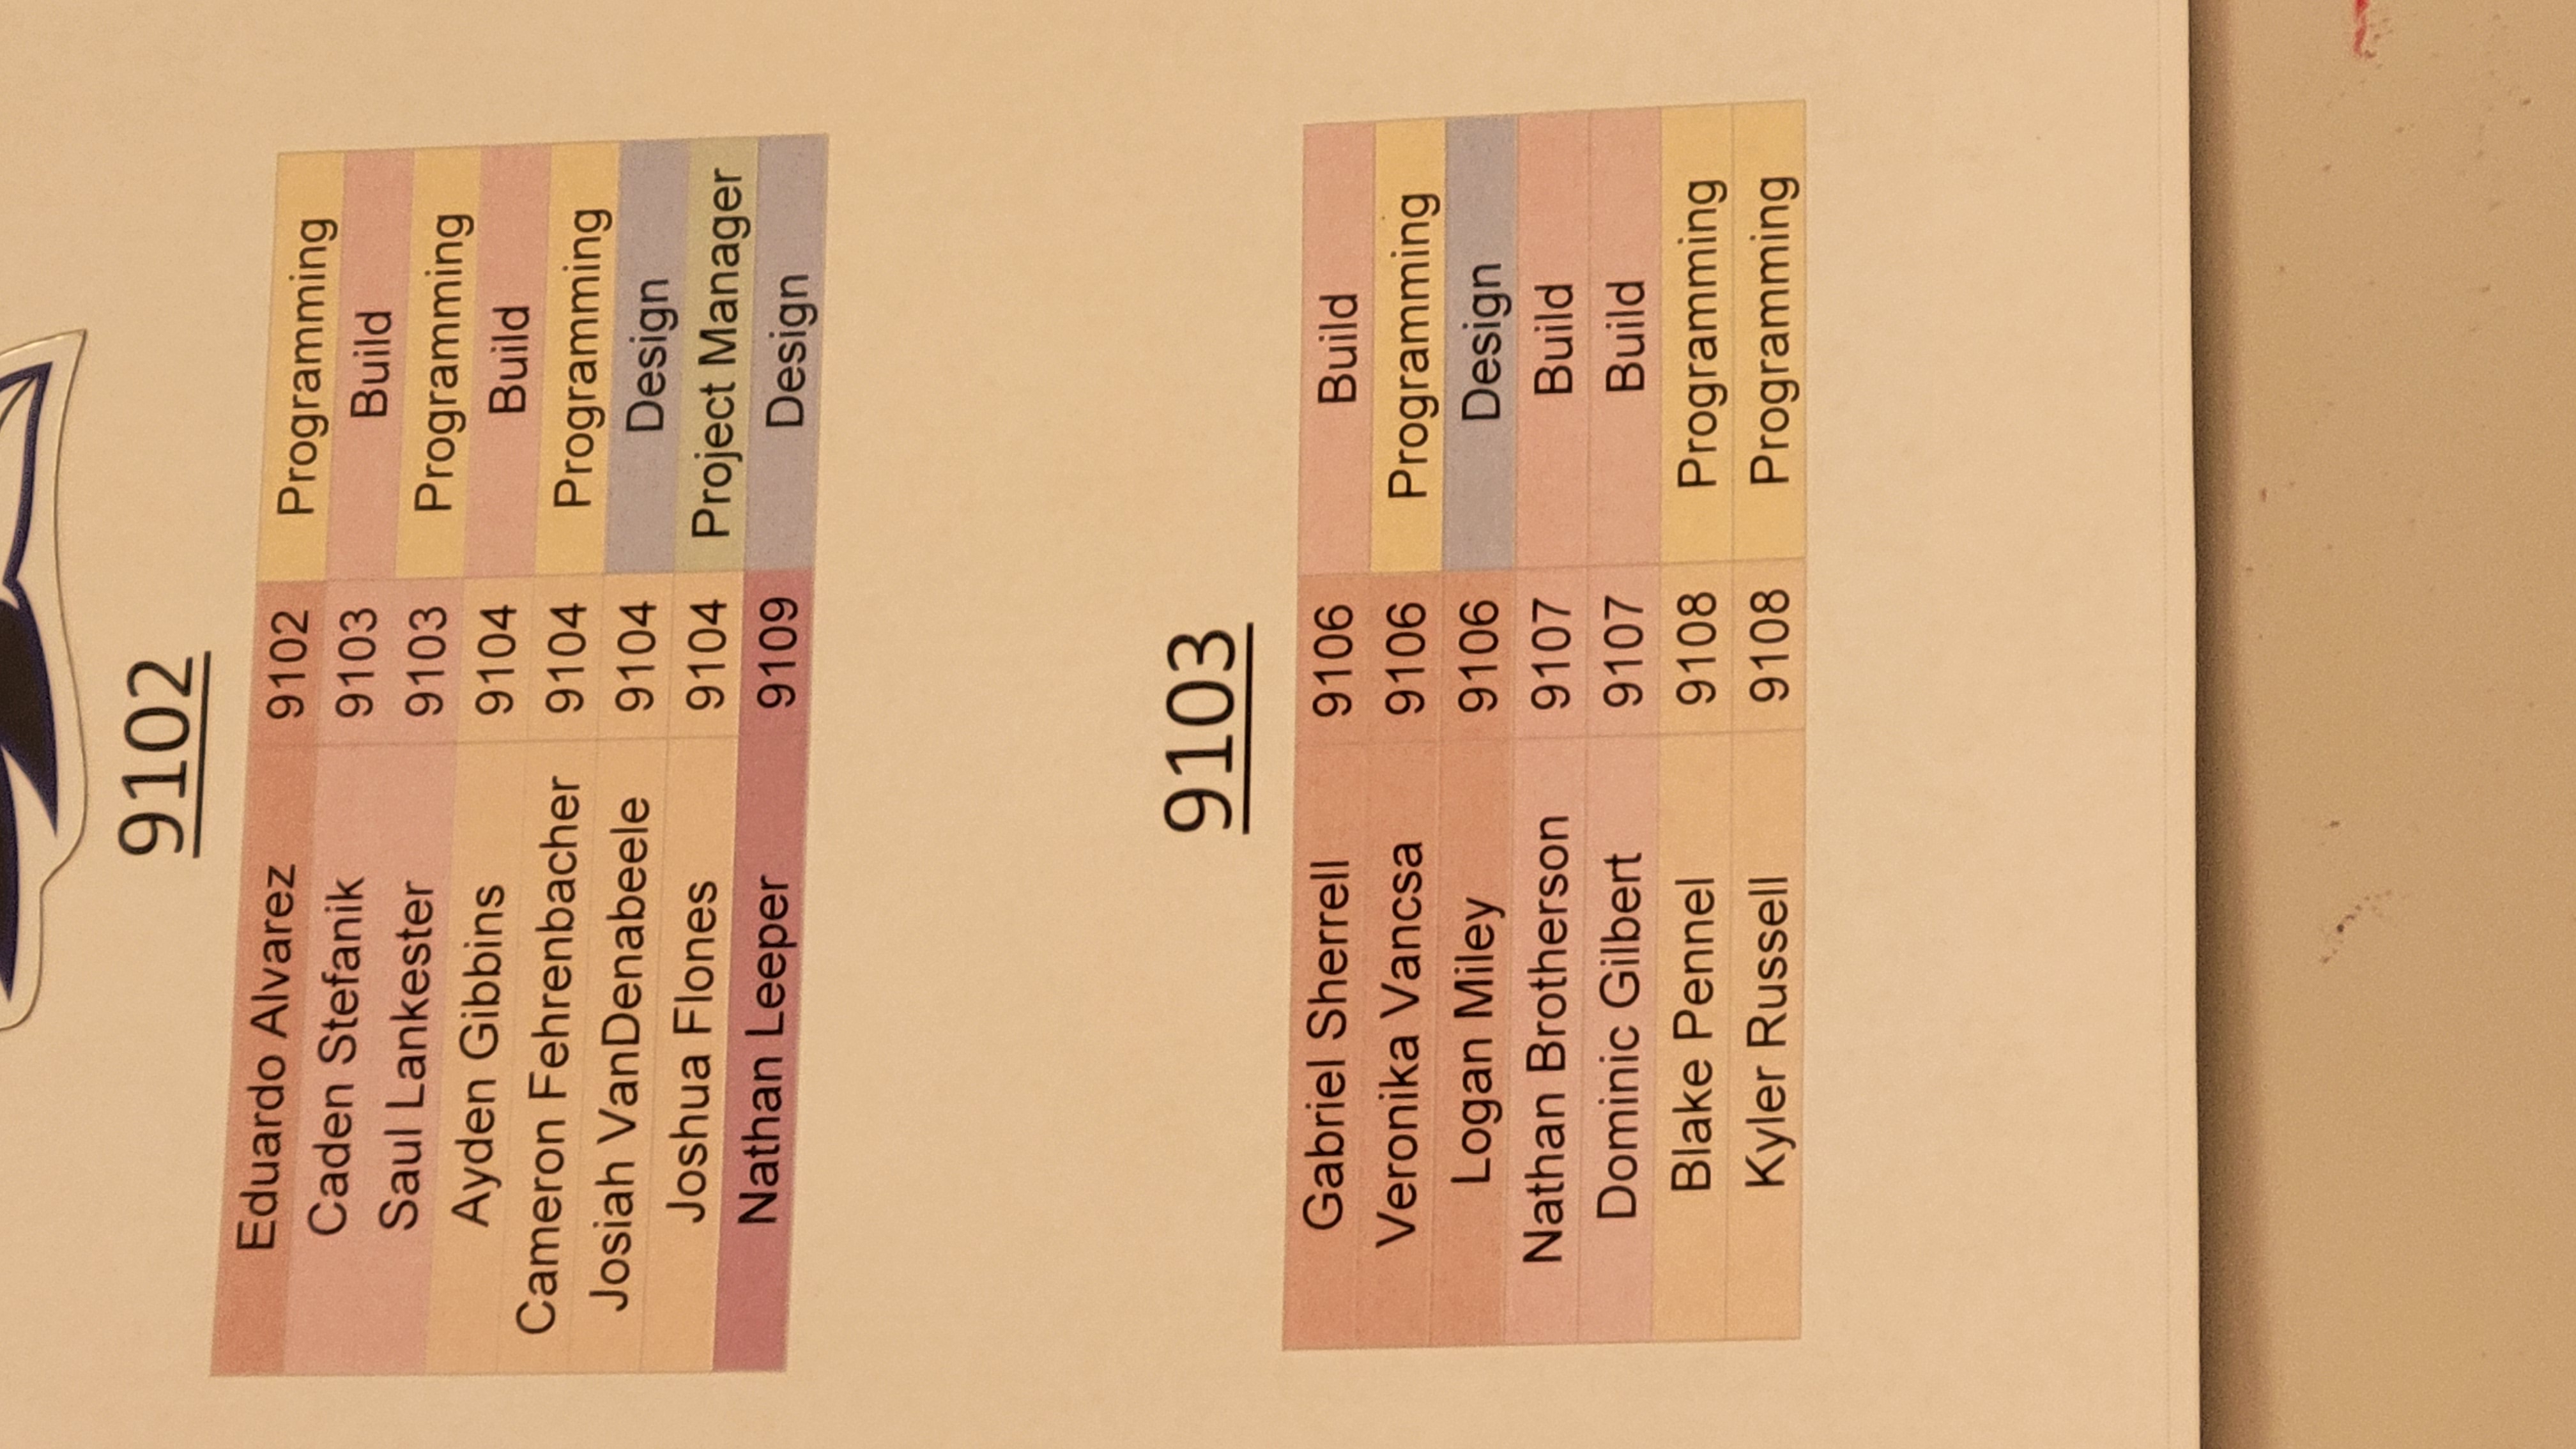 9102
Eduardo Alvarez 9102 Programming
Caden Stefanik 9103 Build
Saul Lankester 9103 Programming
Ayden Gibbins 9104 Build
Cameron Fehrenbacher 9104 Programming
Josiah VanDenabeele 9104 Design
Joshua Flones 9104 Project Manager
Nathan Leeper 9109 Design
9103
Gabriel Sherrell 9106 Build
Veronika Vancsa 9106 Programming
Logan Miley 9106 Design
Nathan Brotherson 9107 Build
Dominic Gilbert 9107 Build
Blake Pennel 9108 Programming
Kyler Russell 9108 Programming